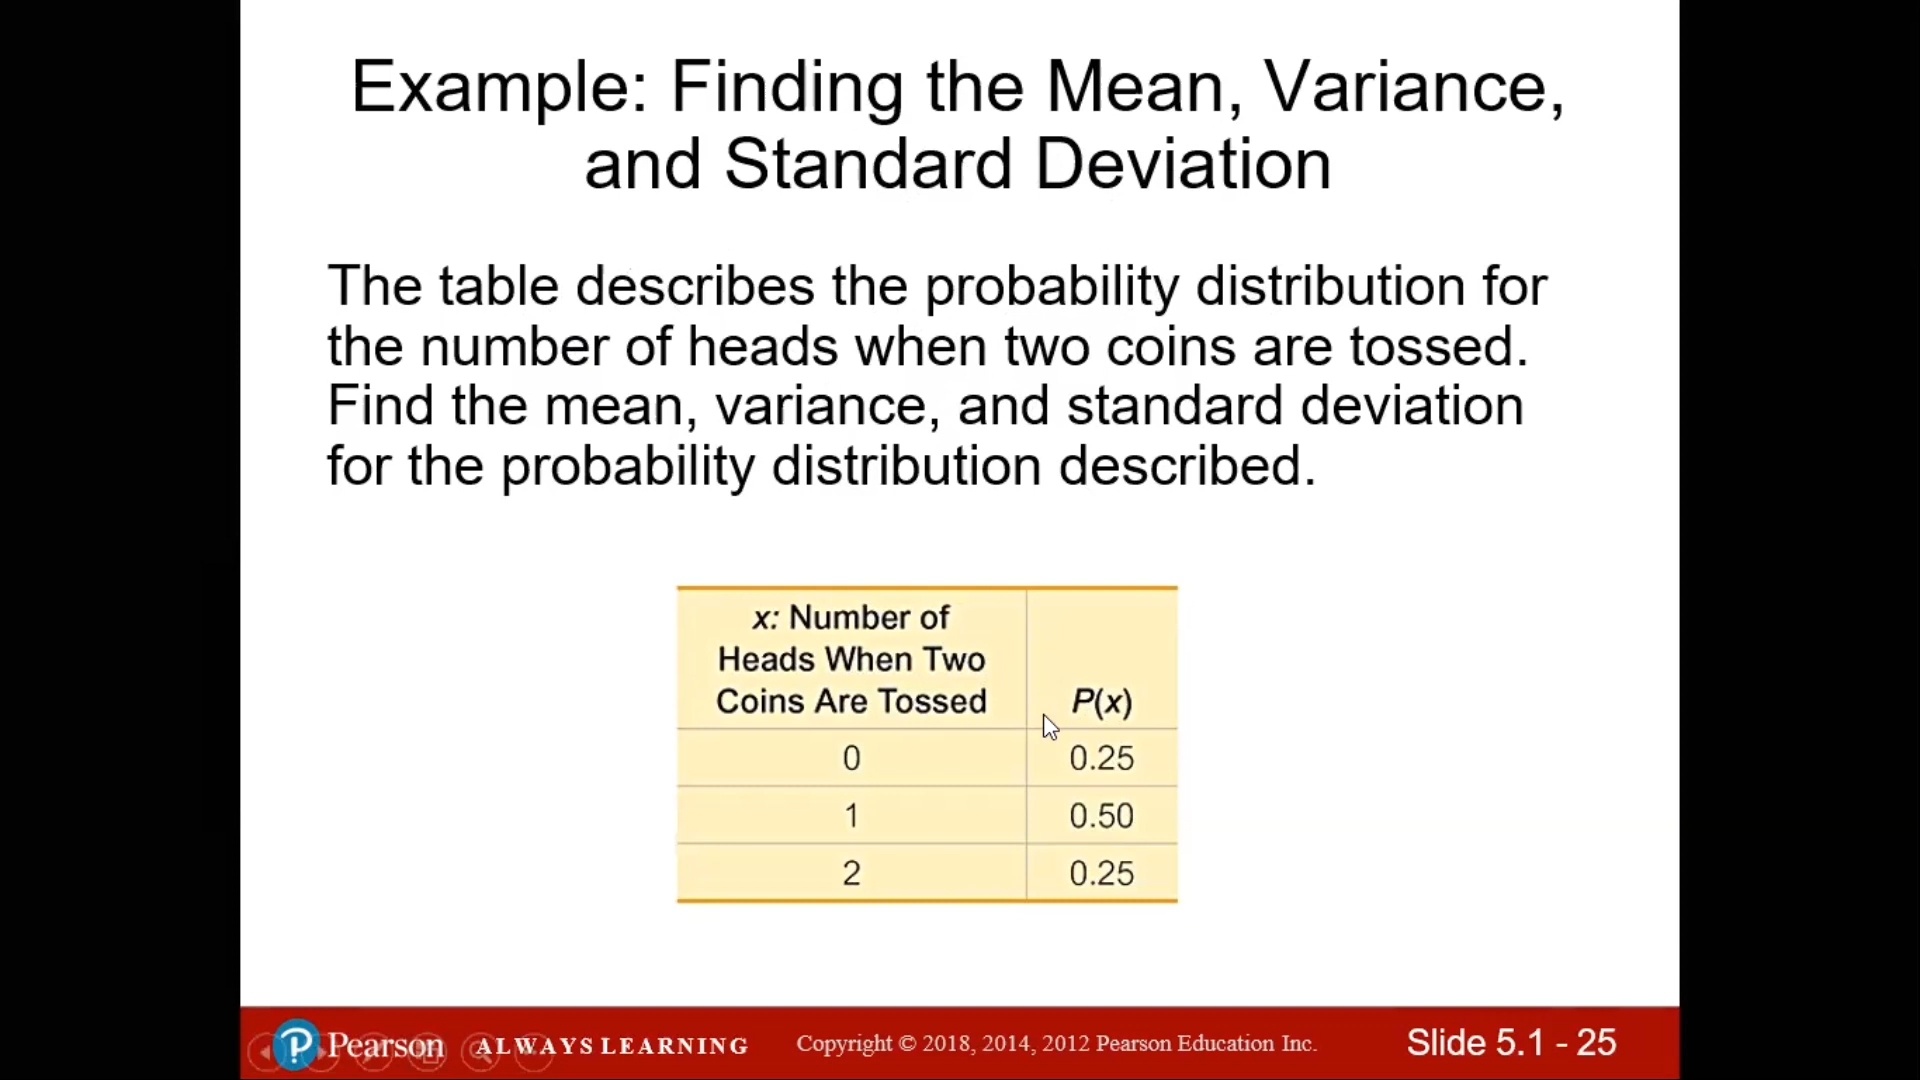 Example: Finding the Mean, Variance,
and Standard Deviation
The table describes the probability distribution for
the number of heads when two coins are tossed.
Find the mean, variance, and standard deviation
for the probability distribution described.
x: Number of
Heads When Two
Coins Are Tossed P(x)
0 0.25
1 0.50
2 0.25
P Pearson ALWAYS LEARNING Copyright © 2018, 2014, 2012 Pearson Education Inc. Slide 5.1 - 25